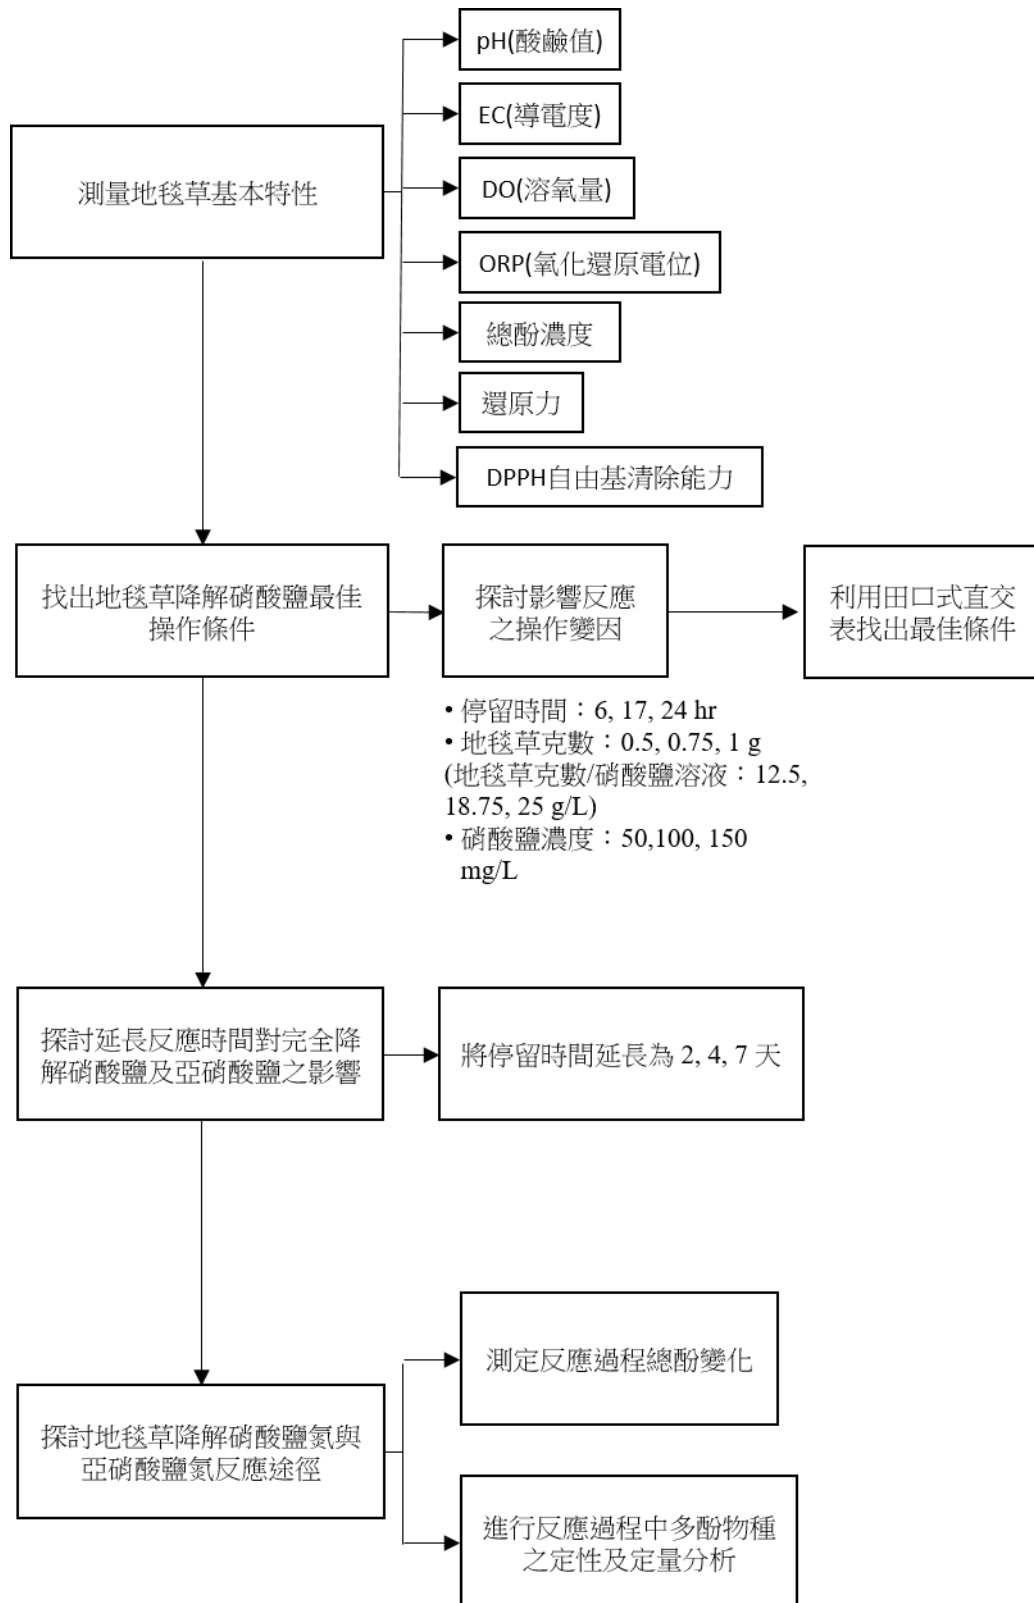 pH(酸鹼值)
EC(導電度)
測量地毯草基本特性
DO(溶氧量)
ORP(氧化還原電位)
總酚濃度
還原力
DPPH自由基清除能力
找出地毯草降解硝酸鹽最佳
操作條件
探討影響反應
之操作變因
利用田口式直交
表找出最佳條件
• 停留時間：6, 17, 24 hr
• 地毯草克數：0.5, 0.75, 1 g
(地毯草克數/硝酸鹽溶液：12.5,
18.75, 25 g/L)
• 硝酸鹽濃度：50,100, 150
mg/L
探討延長反應時間對完全降
解硝酸鹽及亞硝酸鹽之影響
將停留時間延長為 2, 4, 7 天
測定反應過程總酚變化
探討地毯草降解硝酸鹽氮與
亞硝酸鹽氮反應途徑
進行反應過程中多酚物種
之定性及定量分析